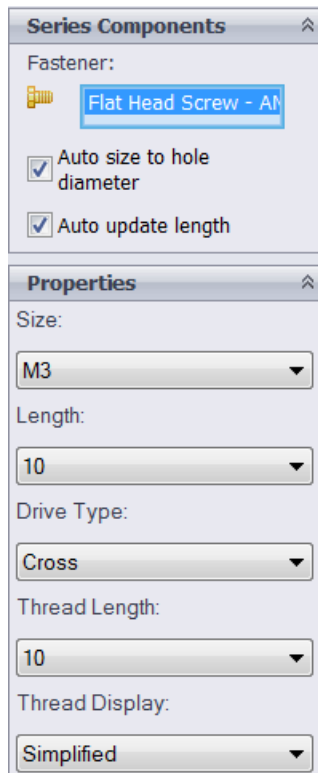 Series Components
Fastener:
Flat Head Screw - AN
Auto size to hole
diameter
Auto update length
Properties
Size:
M3
Length:
10
Drive Type:
Cross
Thread Length:
10
Thread Display:
Simplified